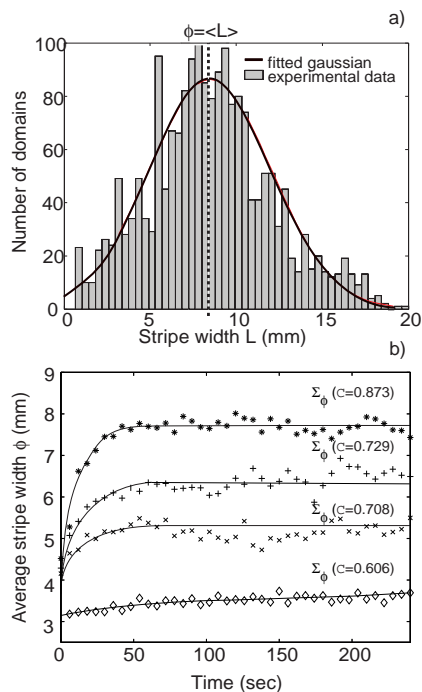 a)
ϕ=<L>
fitted gaussian
experimental data
Number of domains
100
80
60
40
20
0
0
5
10
15
20
Stripe width L (mm)
b)
Average stripe width ϕ (mm)
9
8
7
6
5
4
3
Σϕ (C=0.873)
Σϕ (C=0.729)
Σϕ (C=0.708)
Σϕ (C=0.606)
0
50
100
150
200
Time (sec)